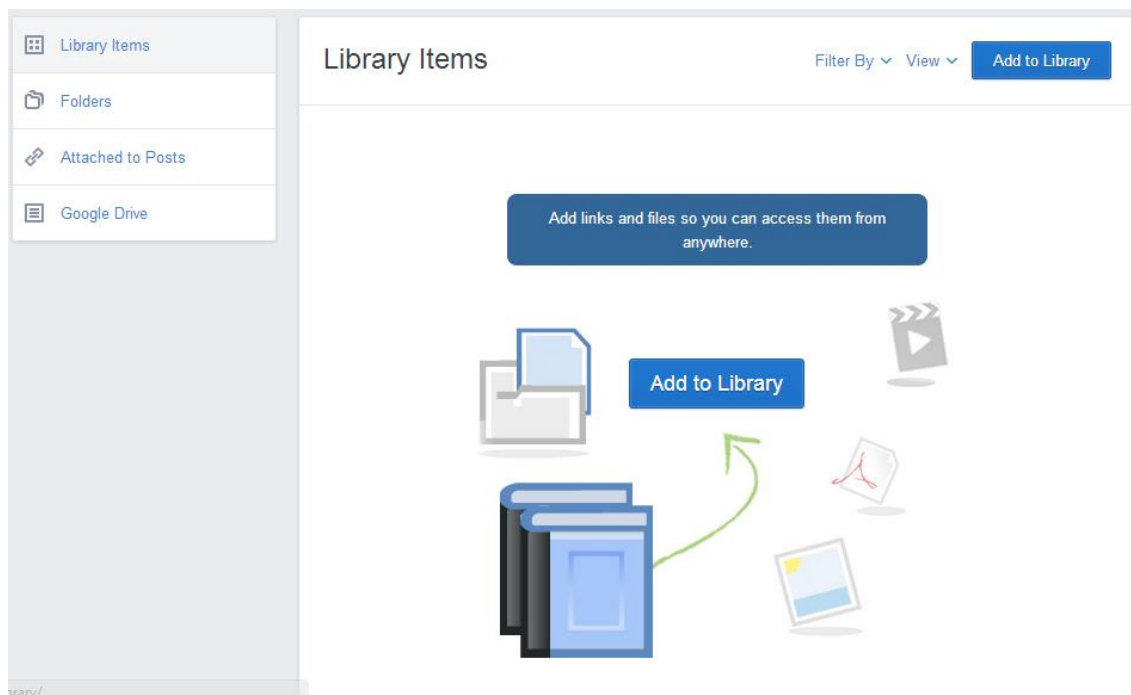 Library Items
Folders
Attached to Posts
Google Drive
Library Items
Filter By View Add to Library
Add links and files so you can access them from
anywhere.
Add to Library